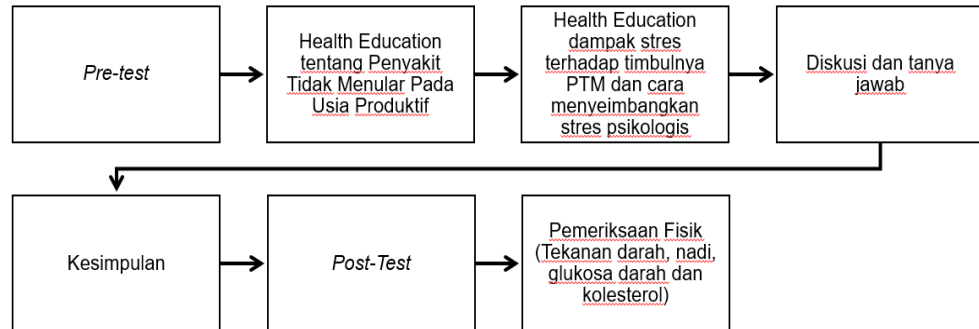 Pre-test
Health Education
tentang Penyakit
Tidak Menular Pada
Usia Produktif
Health Education
dampak stres
terhadap timbulnya
PTM dan cara
menyeimbangkan
stres psikologis
Diskusi dan tanya
jawab
Kesimpulan
Post-Test
Pemeriksaan Fisik
(Tekanan darah, nadi,
glukosa darah dan
kolesterol)